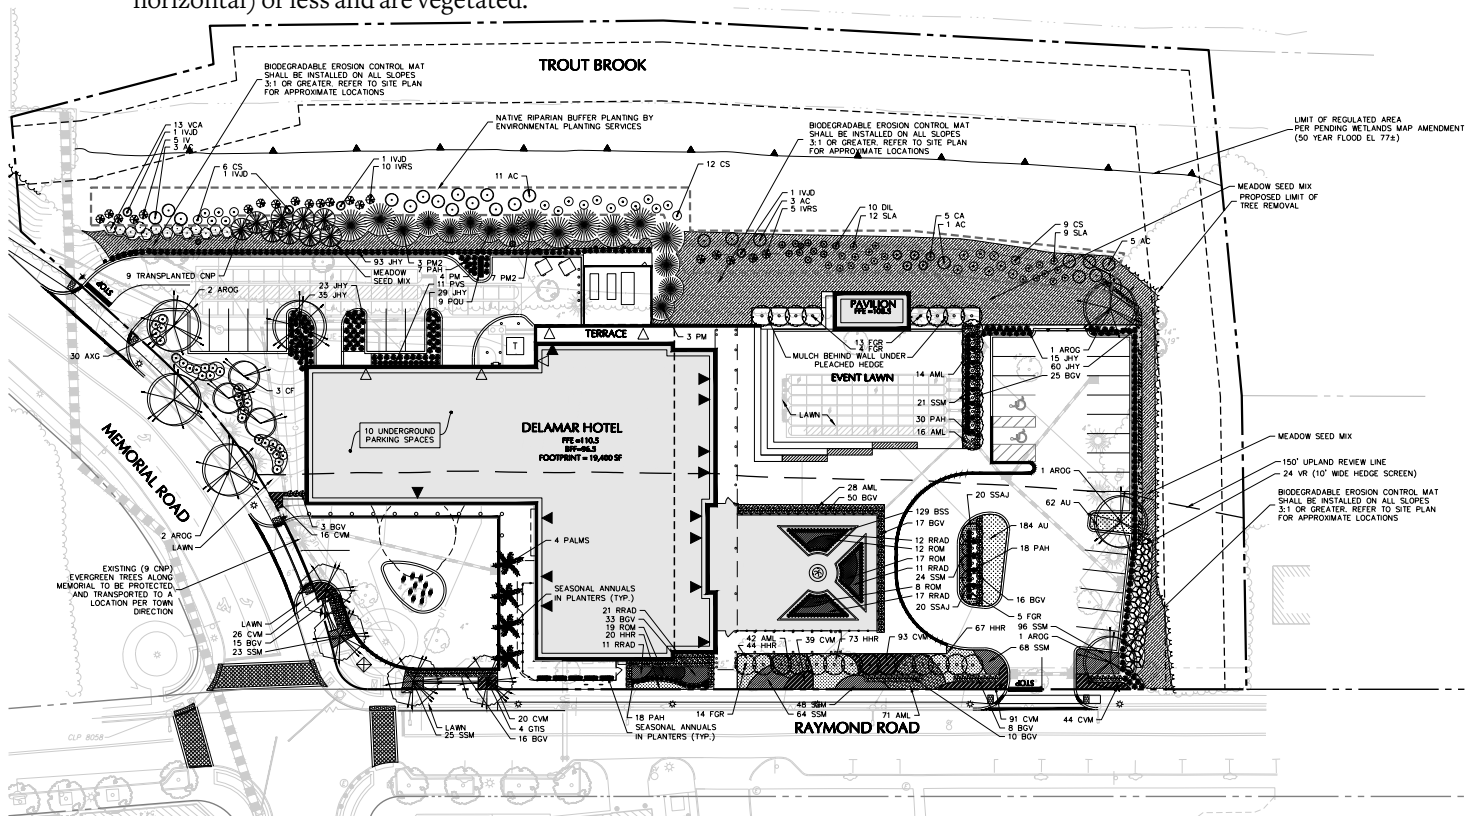 horizontal) or less and are vegetated.
TROUT BROOK
BIODEGRADABLE EROSION CONTROL MAT
SHALL BE INSTALLED ON ALL SLOPES
3:1 OR GREATER. REFER TO SITE PLAN
FOR APPROXIMATE LOCATIONS
NATIVE RIPARIAN BUFFER PLANTING BY
ENVIRONMENTAL PLANTING SERVICES
BIODEGRADABLE EROSION CONTROL MAT
SHALL BE INSTALLED ON ALL SLOPES
3:1 OR GREATER. REFER TO SITE PLAN
FOR APPROXIMATE LOCATIONS
LIMIT OF REGULATED AREA
PER PENDING WETLANDS MAP AMENDMENT
(50 YEAR FLOOD EL 77±)
13 VCA
1 IVJD
5 IV
3 AC
6 CS
1 IVJD
1 IVJD
10 IVRS
11 AC
12 CS
1 IVJD
3 AC
5 IVRS
10 DIL
12 SLA
5 CA
1 AC
9 CS
9 SLA
5 AC
MEADOW SEED MIX
PROPOSED LIMIT OF
TREE REMOVAL
9 TRANSPLANTED CNP
93 JHY
MEADOW
SEED MIX
3 PM2
7 PAH
4 PM
11 PVS
29 JHY
9 PQU
7 PM2
STOP
2 AROG
23 JHY
35 JHY
30 AXG
3 CF
T
TERRACE
3 PM
PAVILION
FFE =108.5
13 FGR
4 FGR
MULCH BEHIND WALL UNDER
PLEACHED HEDGE
EVENT LAWN
LAWN
14 AML
21 SSM
30 PAH
16 AML
1 AROG
15 JHY
60 JHY
25 BGV
MEMORIAL ROAD
10 UNDERGROUND
PARKING SPACES
DELAMAR HOTEL
FFE =110.5
BFF=96.5
FOOTPRINT = 19,400 SF
MEADOW SEED MIX
150' UPLAND REVIEW LINE
24 VR (10' WIDE HEDGE SCREEN)
BIODEGRADABLE EROSION CONTROL MAT
SHALL BE INSTALLED ON ALL SLOPES
3:1 OR GREATER. REFER TO SITE PLAN
FOR APPROXIMATE LOCATIONS
1 AROG
62 AU
28 AML
50 BGV
20 SSAJ
129 BSS
17 BGV
12 RRAD
12 ROM
17 ROM
11 RRAD
24 SSM
8 ROM
17 RRAD
20 SSAJ
184 AU
18 PAH
16 BGV
5 FGR
96 SSM
1 AROG
68 SSM
67 HHR
3 BGV
16 CVM
2 AROG
LAWN
EXISTING (9 CNP)
EVERGREEN TREES ALONG
MEMORIAL TO BE PROTECTED
AND TRANSPORTED TO A
LOCATION PER TOWN
DIRECTION
4 PALMS
SEASONAL ANNUALS
IN PLANTERS (TYP.)
21 RRAD
33 BGV
19 ROM
20 HHR
11 RRAD
LAWN
26 CVM
15 BGV
23 SSM
42 AML
44 HHR
39 CVM
73 HHR
93 CVM
STOP
LAWN
25 SSM
20 CVM
4 GTIS
16 BGV
18 PAH
SEASONAL ANNUALS
IN PLANTERS (TYP.)
14 FGR
48 SSM
64 SSM
71 AML
RAYMOND ROAD
91 CVM
8 BGV
10 BGV
44 CVM
CLP 8058